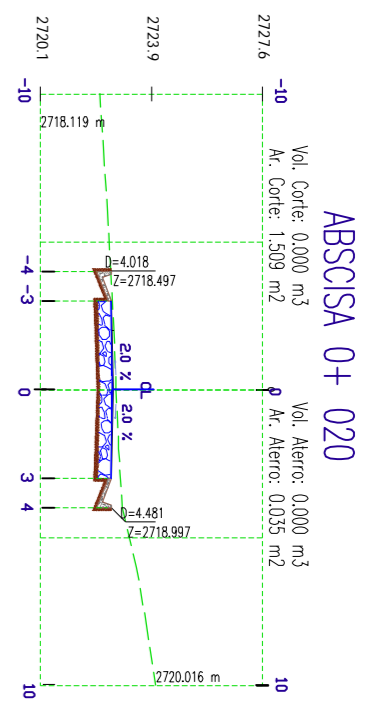 ABSCISA 0+ 020
Vol. Corte: 0.000 m3
Ar. Corte: 1.509 m2
Vol. Aterro: 0.000 m3
Ar. Aterro: 0.035 m2
2727.6
2723.9
2720.1
-10
0
10
2718.119 m
D=4.018
Z=2718.497
2.0 %
CL
2.0 %
D=4.481
Z=2718.997
2720.016 m
-10
-4
-3
0
3
4
10